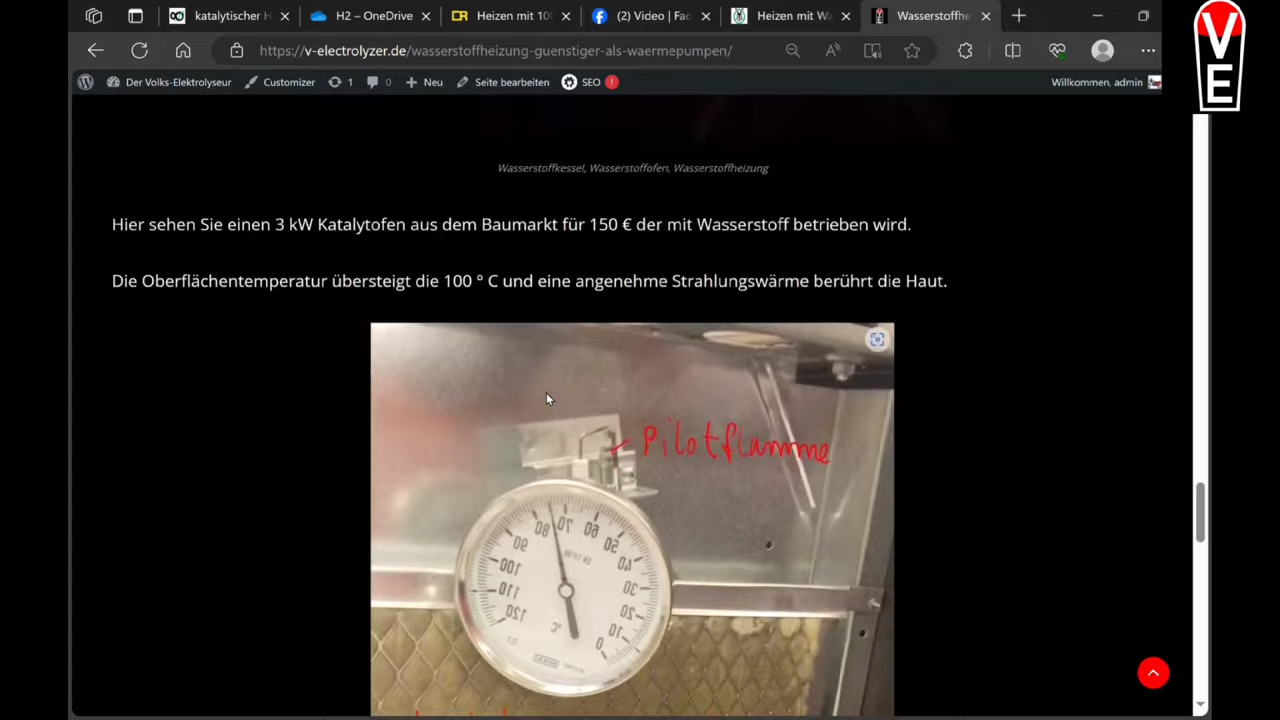 katalytischer H
H2 – OneDrive
Heizen mit 10
(2) Video | Fac
Heizen mit Wa
Wasserstoffhe
https://v-electrolyzer.de/wasserstoffheizung-guenstiger-als-waermepumpen/
Der Volks-Elektrolyseur
Customizer
1
0
Neu
Seite bearbeiten
SEO
!
Willkommen, admin
V
E
Wasserstoffkessel, Wasserstoffofen, Wasserstoffheizung
Hier sehen Sie einen 3 kW Katalytofen aus dem Baumarkt für 150 € der mit Wasserstoff betrieben wird.
Die Oberflächentemperatur übersteigt die 100 ° C und eine angenehme Strahlungswärme berührt die Haut.
Pilotflamme
80 70 60
90 50
100 40
110 30
120 20
10
°C 0